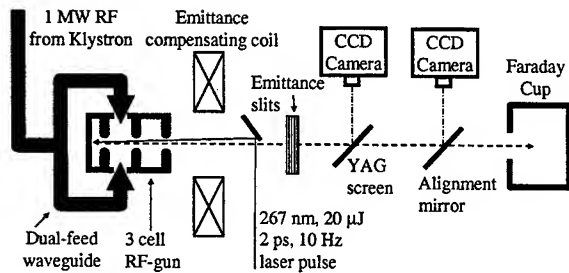 1 MW RF
from Klystron
Emittance
compensating coil
CCD
Camera
CCD
Camera
Emittance
slits
Faraday
Cup
YAG
screen
Alignment
mirror
267 nm, 20 μJ
2 ps, 10 Hz
laser pulse
Dual-feed
waveguide
3 cell
RF-gun